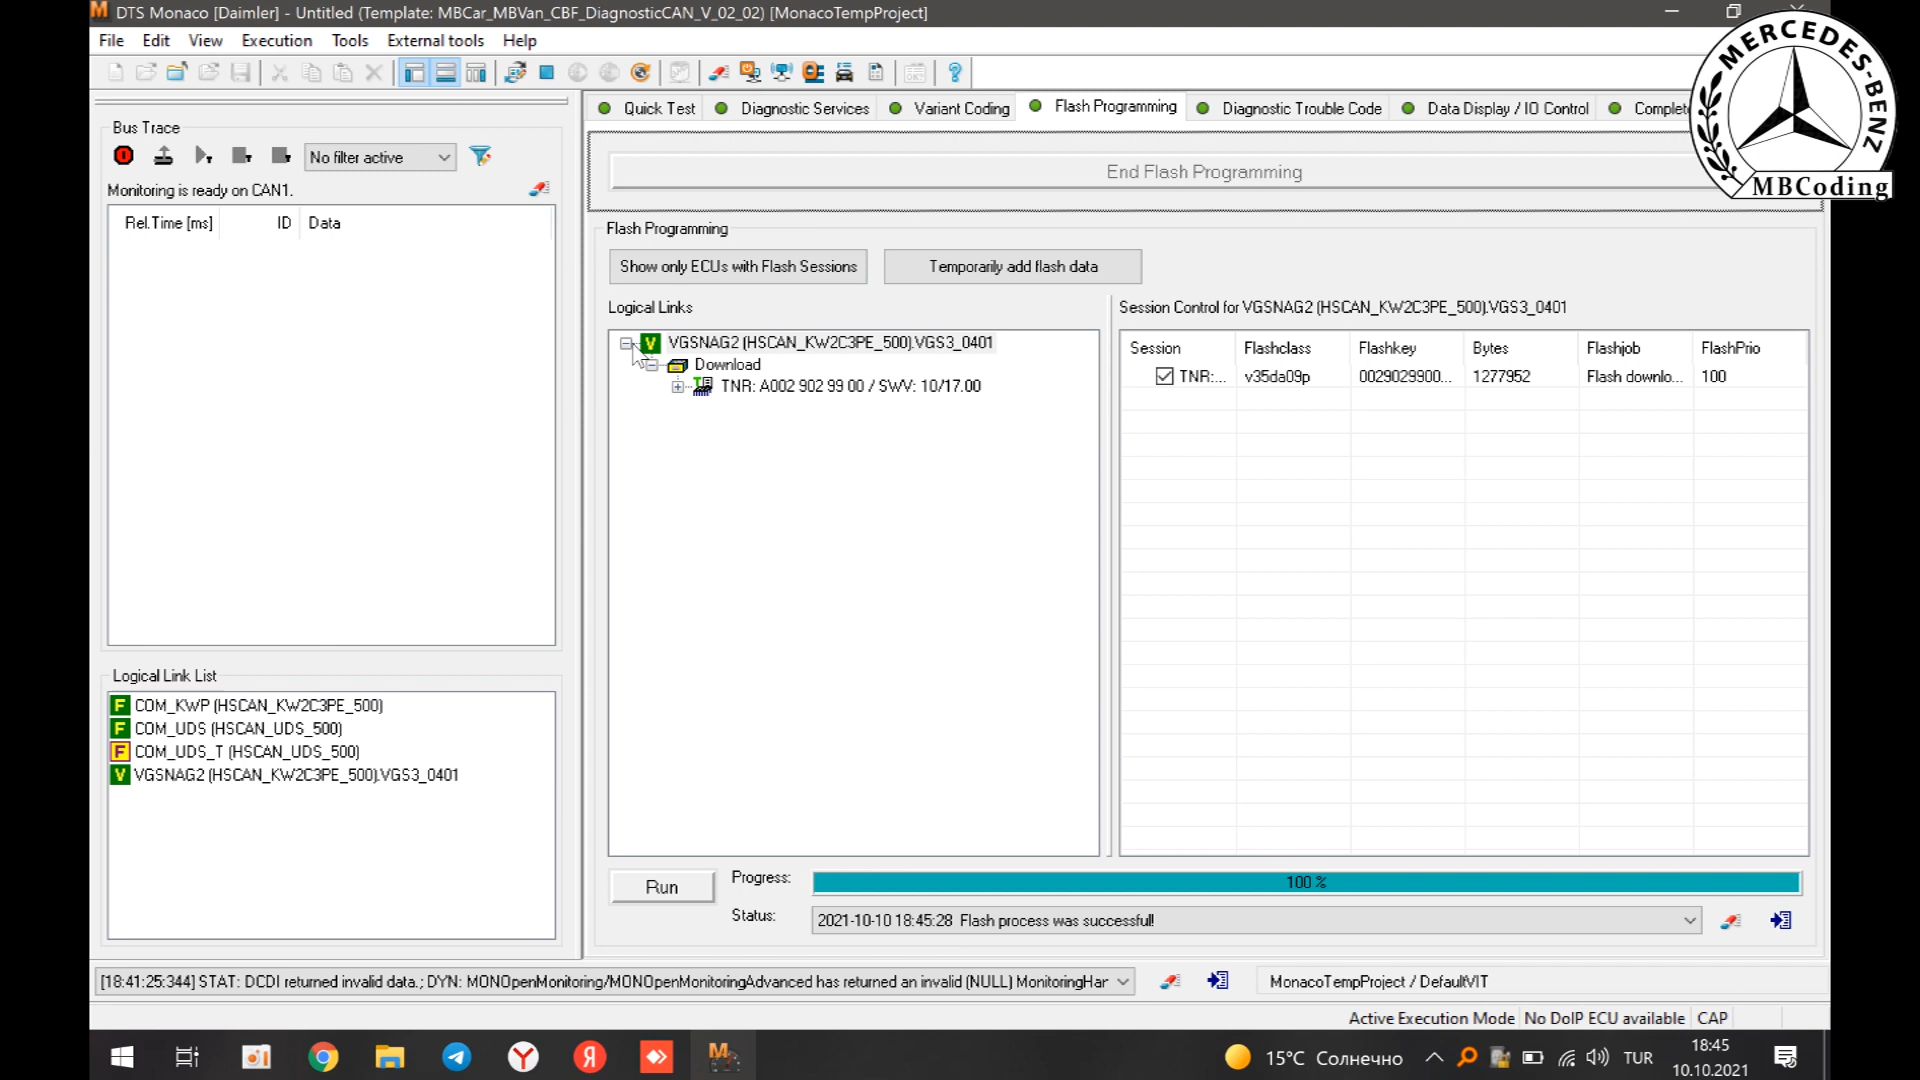 DTS Monaco [Daimler] - Untitled (Template: MBCar_MBVan_CBF_DiagnosticCAN_V_02_02) [MonacoTempProject]
File Edit View Execution Tools External tools Help
MERCEDES-BENZ
MBCoding
Quick Test Diagnostic Services Variant Coding Flash Programming Diagnostic Trouble Code Data Display / IO Control Complete
End Flash Programming
Bus Trace
No filter active
Monitoring is ready on CAN1.
Rel.Time [ms] ID Data
Flash Programming
Show only ECUs with Flash Sessions Temporarily add flash data
Logical Links
VGSNAG2 (HSCAN_KW2C3PE_500).VGS3_0401
Download
TNR: A002 902 99 00 / SWV: 10/17.00
Session Control for VGSNAG2 (HSCAN_KW2C3PE_500).VGS3_0401
Session Flashclass Flashkey Bytes Flashjob FlashPrio
TNR:... v35da09p 0029029900... 1277952 Flash downlo... 100
Logical Link List
F COM_KWP (HSCAN_KW2C3PE_500)
F COM_UDS (HSCAN_UDS_500)
F COM_UDS_T (HSCAN_UDS_500)
V VGSNAG2 (HSCAN_KW2C3PE_500).VGS3_0401
Run
Progress: 100 %
Status: 2021-10-10 18:45:28 Flash process was successful!
[18:41:25:344] STAT: DCDI returned invalid data.; DYN: MONOpenMonitoring/MONOpenMonitoringAdvanced has returned an invalid (NULL) MonitoringHar
MonacoTempProject / DefaultVIT
Active Execution Mode No DoIP ECU available CAP
15°C Солнечно
TUR
18:45
10.10.2021